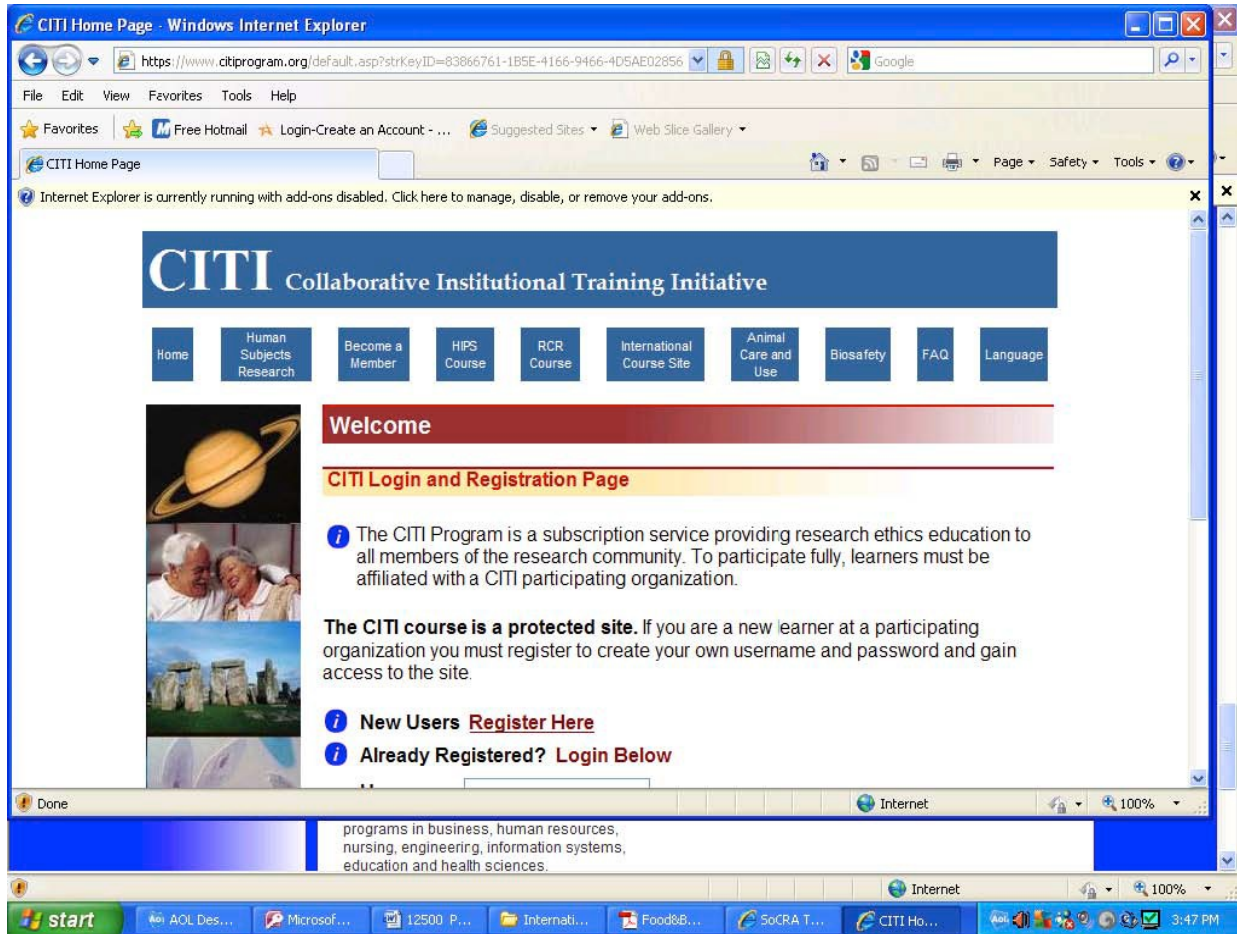 CITI Home Page - Windows Internet Explorer
https://www.citiprogram.org/default.asp?strKeyID=83866761-1B5E-4166-9466-4D5AE02856
Google
File Edit View Favorites Tools Help
Favorites Free Hotmail Login-Create an Account - ... Suggested Sites Web Slice Gallery
CITI Home Page
Page Safety Tools
Internet Explorer is currently running with add-ons disabled. Click here to manage, disable, or remove your add-ons.
CITI Collaborative Institutional Training Initiative
Home
Human
Subjects
Research
Become a
Member
HIPS
Course
RCR
Course
International
Course Site
Animal
Care and
Use
Biosafety
FAQ
Language
Welcome
CITI Login and Registration Page
The CITI Program is a subscription service providing research ethics education to
all members of the research community. To participate fully, learners must be
affiliated with a CITI participating organization.
The CITI course is a protected site. If you are a new learner at a participating
organization you must register to create your own username and password and gain
access to the site.
New Users Register Here
Already Registered? Login Below
Done
Internet
100%
programs in business, human resources,
nursing, engineering, information systems,
education and health sciences.
Internet
100%
start
AOL Des...
Microsof...
12500 P...
Internati...
Food&B...
SoCRA T...
CITI Ho...
3:47 PM